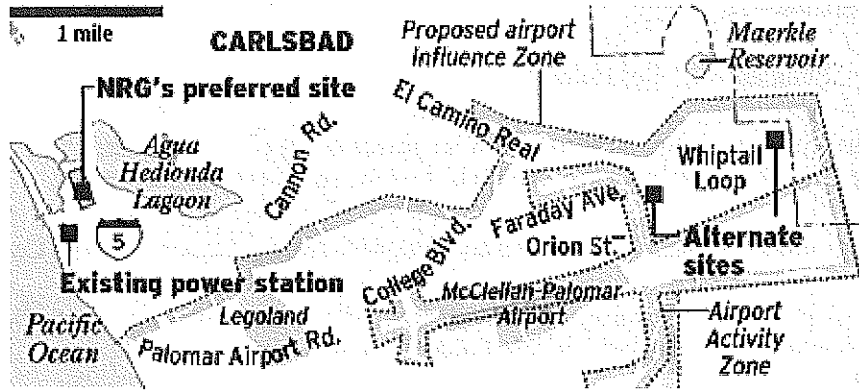 1 mile
CARLSBAD
Proposed airport
Influence Zone
Maerkle
Reservoir
NRG's preferred site
El Camino Real
Agua
Hedionda
Lagoon
Cannon Rd.
Whiptail
Loop
Faraday Ave.
Orion St.
Alternate
sites
5
College Blvd.
Existing power station
McClellan-Palomar
Airport
Legoland
Pacific
Ocean
Palomar Airport Rd.
Airport
Activity
Zone